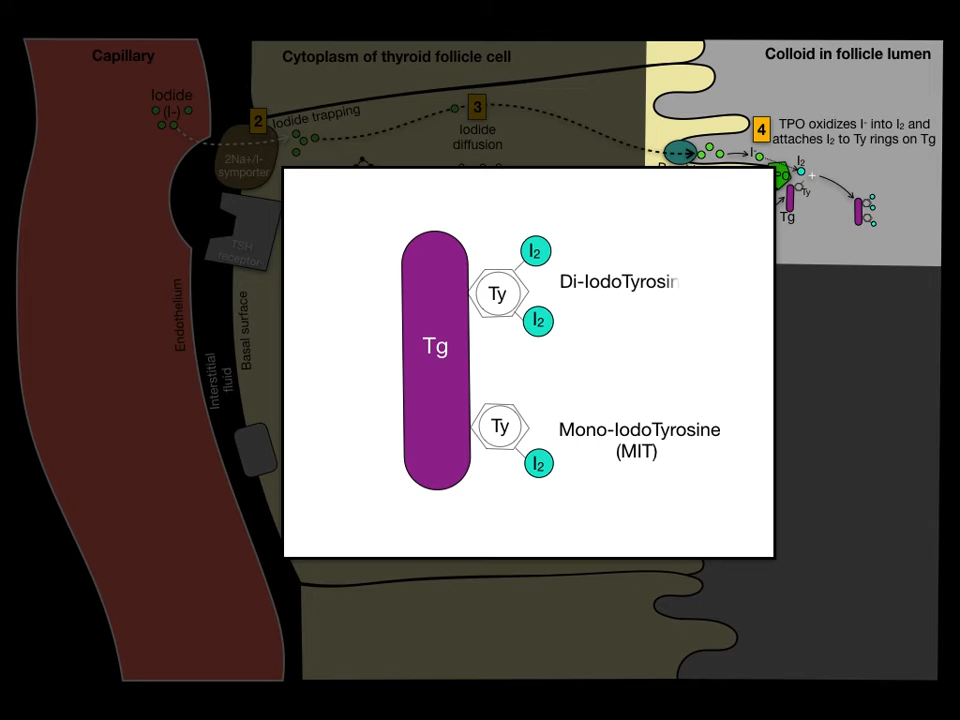 Capillary
Cytoplasm of thyroid follicle cell
Colloid in follicle lumen
Iodide
(I-)
2
Iodide trapping
3
Iodide
diffusion
4
TPO oxidizes I⁻ into I₂ and
attaches I₂ to Ty rings on Tg
2Na+/I-
symporter
I⁻
I₂
Ty
Tg
TSH
receptor
Endothelium
Interstitial
fluid
Basal surface
Tg
Ty
I₂
I₂
Di-IodoTyrosin
Ty
I₂
Mono-IodoTyrosine
(MIT)